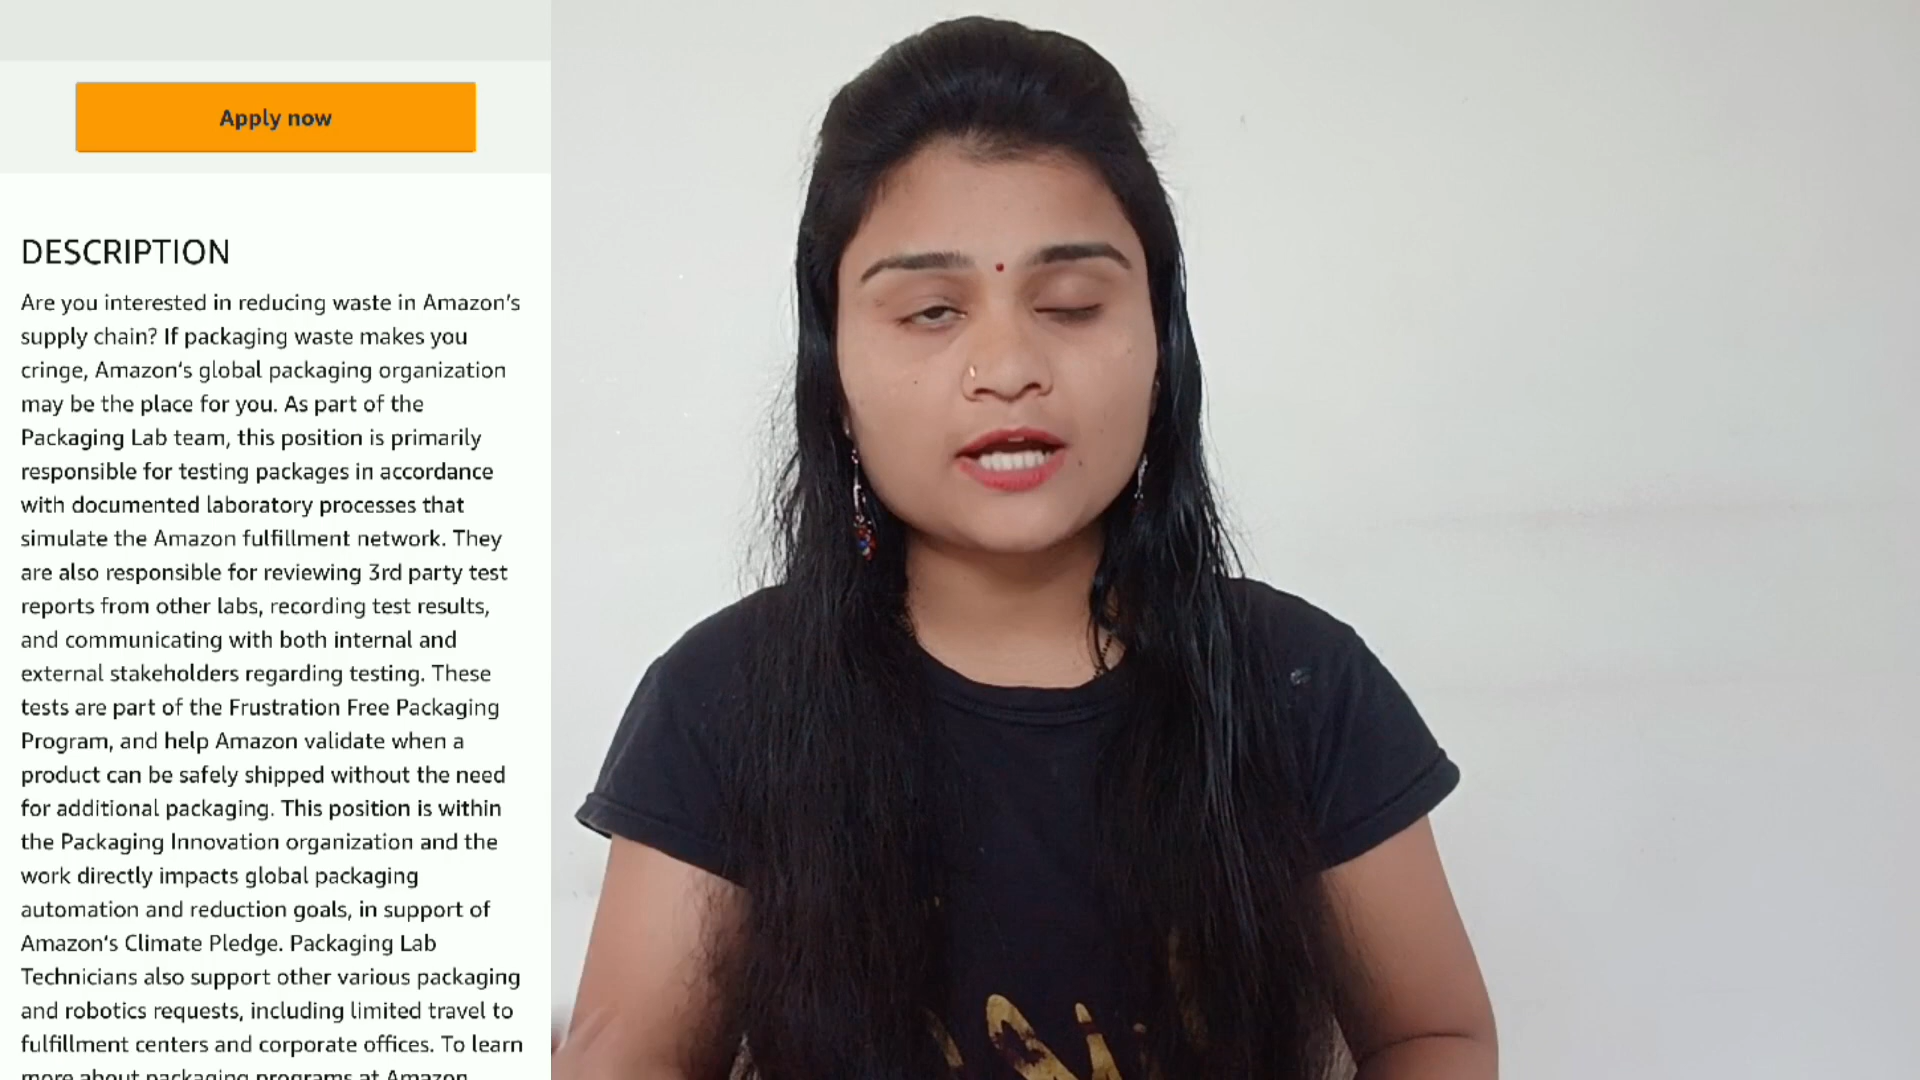 Apply now
DESCRIPTION
Are you interested in reducing waste in Amazon's
supply chain? If packaging waste makes you
cringe, Amazon's global packaging organization
may be the place for you. As part of the
Packaging Lab team, this position is primarily
responsible for testing packages in accordance
with documented laboratory processes that
simulate the Amazon fulfillment network. They
are also responsible for reviewing 3rd party test
reports from other labs, recording test results,
and communicating with both internal and
external stakeholders regarding testing. These
tests are part of the Frustration Free Packaging
Program, and help Amazon validate when a
product can be safely shipped without the need
for additional packaging. This position is within
the Packaging Innovation organization and the
work directly impacts global packaging
automation and reduction goals, in support of
Amazon's Climate Pledge. Packaging Lab
Technicians also support other various packaging
and robotics requests, including limited travel to
fulfillment centers and corporate offices. To learn
more about packaging programs at Amazon